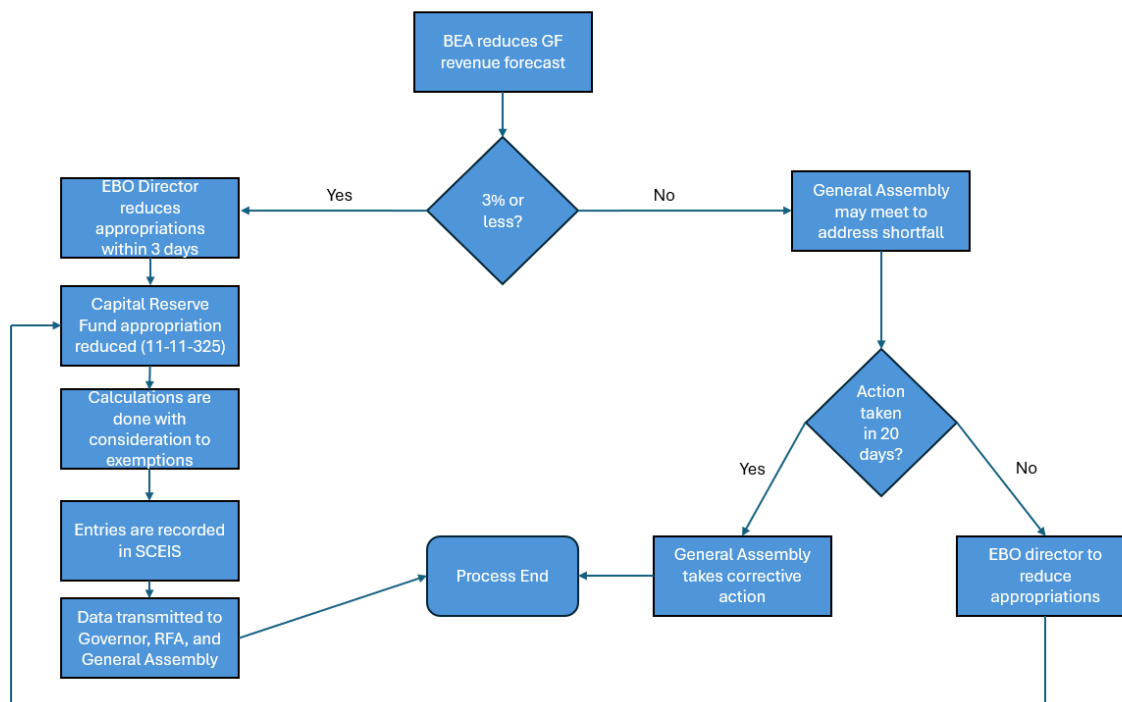 BEA reduces GF
revenue forecast
3% or
less?
Yes
No
EBO Director
reduces
appropriations
within 3 days
General Assembly
may meet to
address shortfall
Capital Reserve
Fund appropriation
reduced (11-11-325)
Calculations are
done with
consideration to
exemptions
Action
taken
in 20
days?
Yes
No
Entries are recorded
in SCEIS
Process End
General Assembly
takes corrective
action
EBO director to
reduce
appropriations
Data transmitted to
Governor, RFA, and
General Assembly